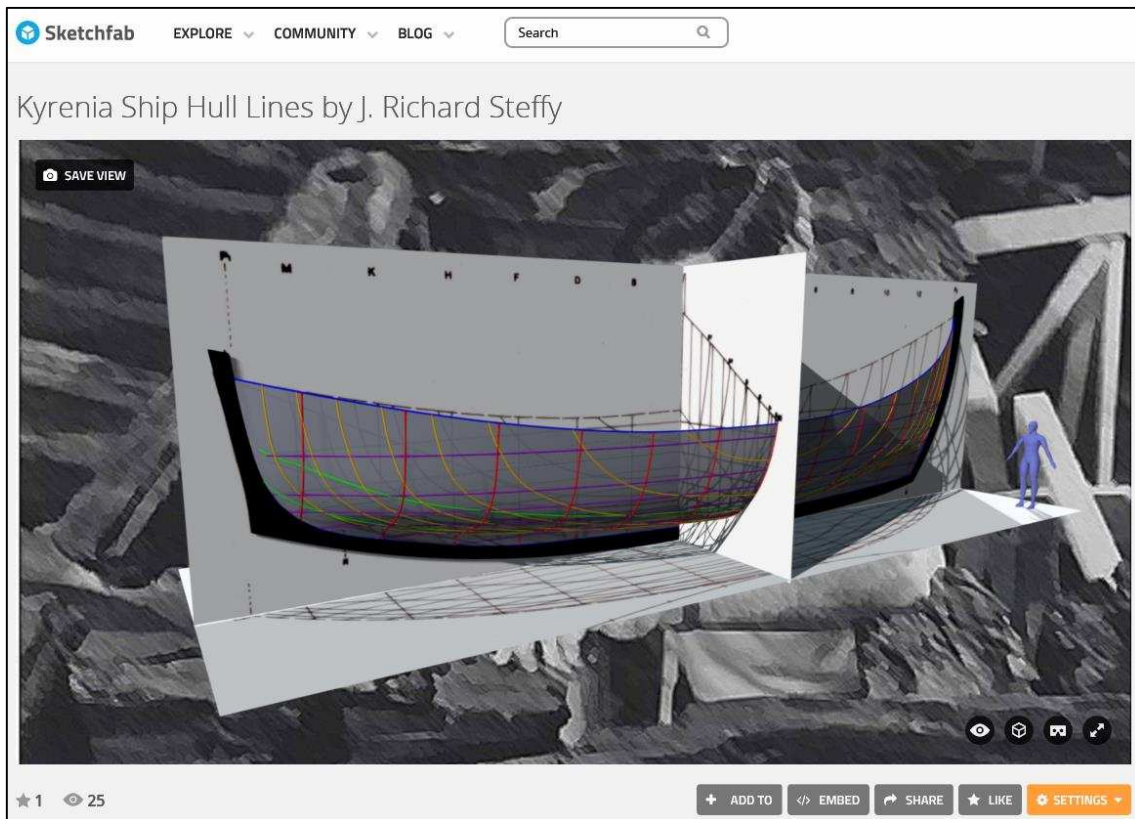 Sketchfab EXPLORE COMMUNITY BLOG Search
Kyrenia Ship Hull Lines by J. Richard Steffy
SAVE VIEW
M K H F D B
1 25 ADD TO </> EMBED SHARE LIKE SETTINGS